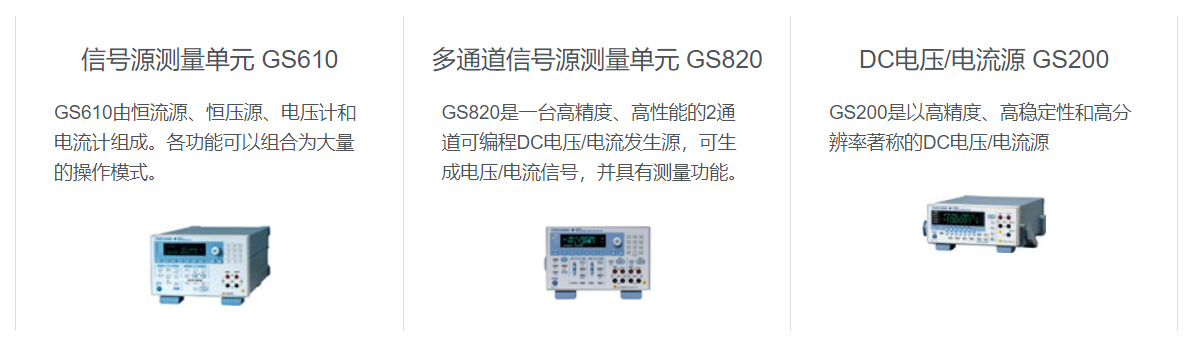 信号源测量单元 GS610
GS610由恒流源、恒压源、电压计和
电流计组成。各功能可以组合为大量
的操作模式。
多通道信号源测量单元 GS820
GS820是一台高精度、高性能的2通
道可编程DC电压/电流发生源，可生
成电压/电流信号，并具有测量功能。
DC电压/电流源 GS200
GS200是以高精度、高稳定性和高分
辨率著称的DC电压/电流源